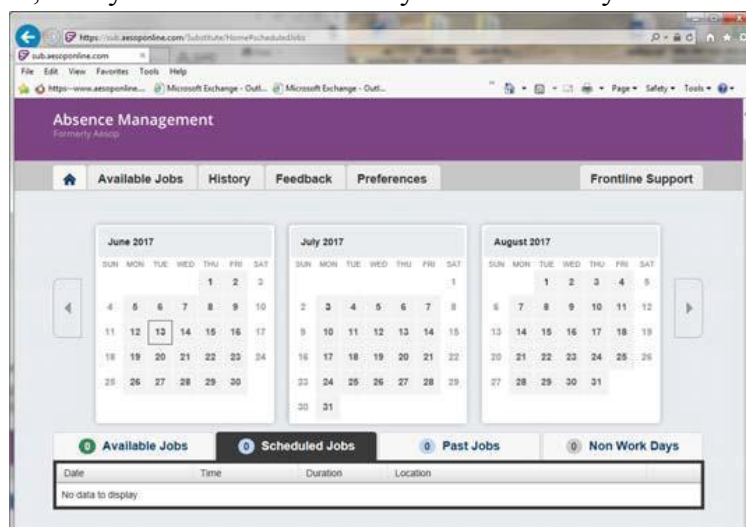 https://sub.aesoponline.com/Substitute/Home#scheduledJobs
sub.aesoponline.com
File Edit View Favorites Tools Help
https--www.aesoponline... Microsoft Exchange - Outl... Microsoft Exchange - Outl... Page Safety Tools
Absence Management
Formerly Aesop
Available Jobs History Feedback Preferences Frontline Support
June 2017 July 2017 August 2017
SUN MON TUE WED THU FRI SAT SUN MON TUE WED THU FRI SAT SUN MON TUE WED THU FRI SAT
1 2 3 1 1 2 3 4 5
4 5 6 7 8 9 10 2 3 4 5 6 7 8 6 7 8 9 10 11 12
11 12 13 14 15 16 17 9 10 11 12 13 14 15 13 14 15 16 17 18 19
18 19 20 21 22 23 24 16 17 18 19 20 21 22 20 21 22 23 24 25 26
25 26 27 28 29 30 23 24 25 26 27 28 29 27 28 29 30 31
30 31
0 Available Jobs 0 Scheduled Jobs 0 Past Jobs 0 Non Work Days
Date Time Duration Location
No data to display